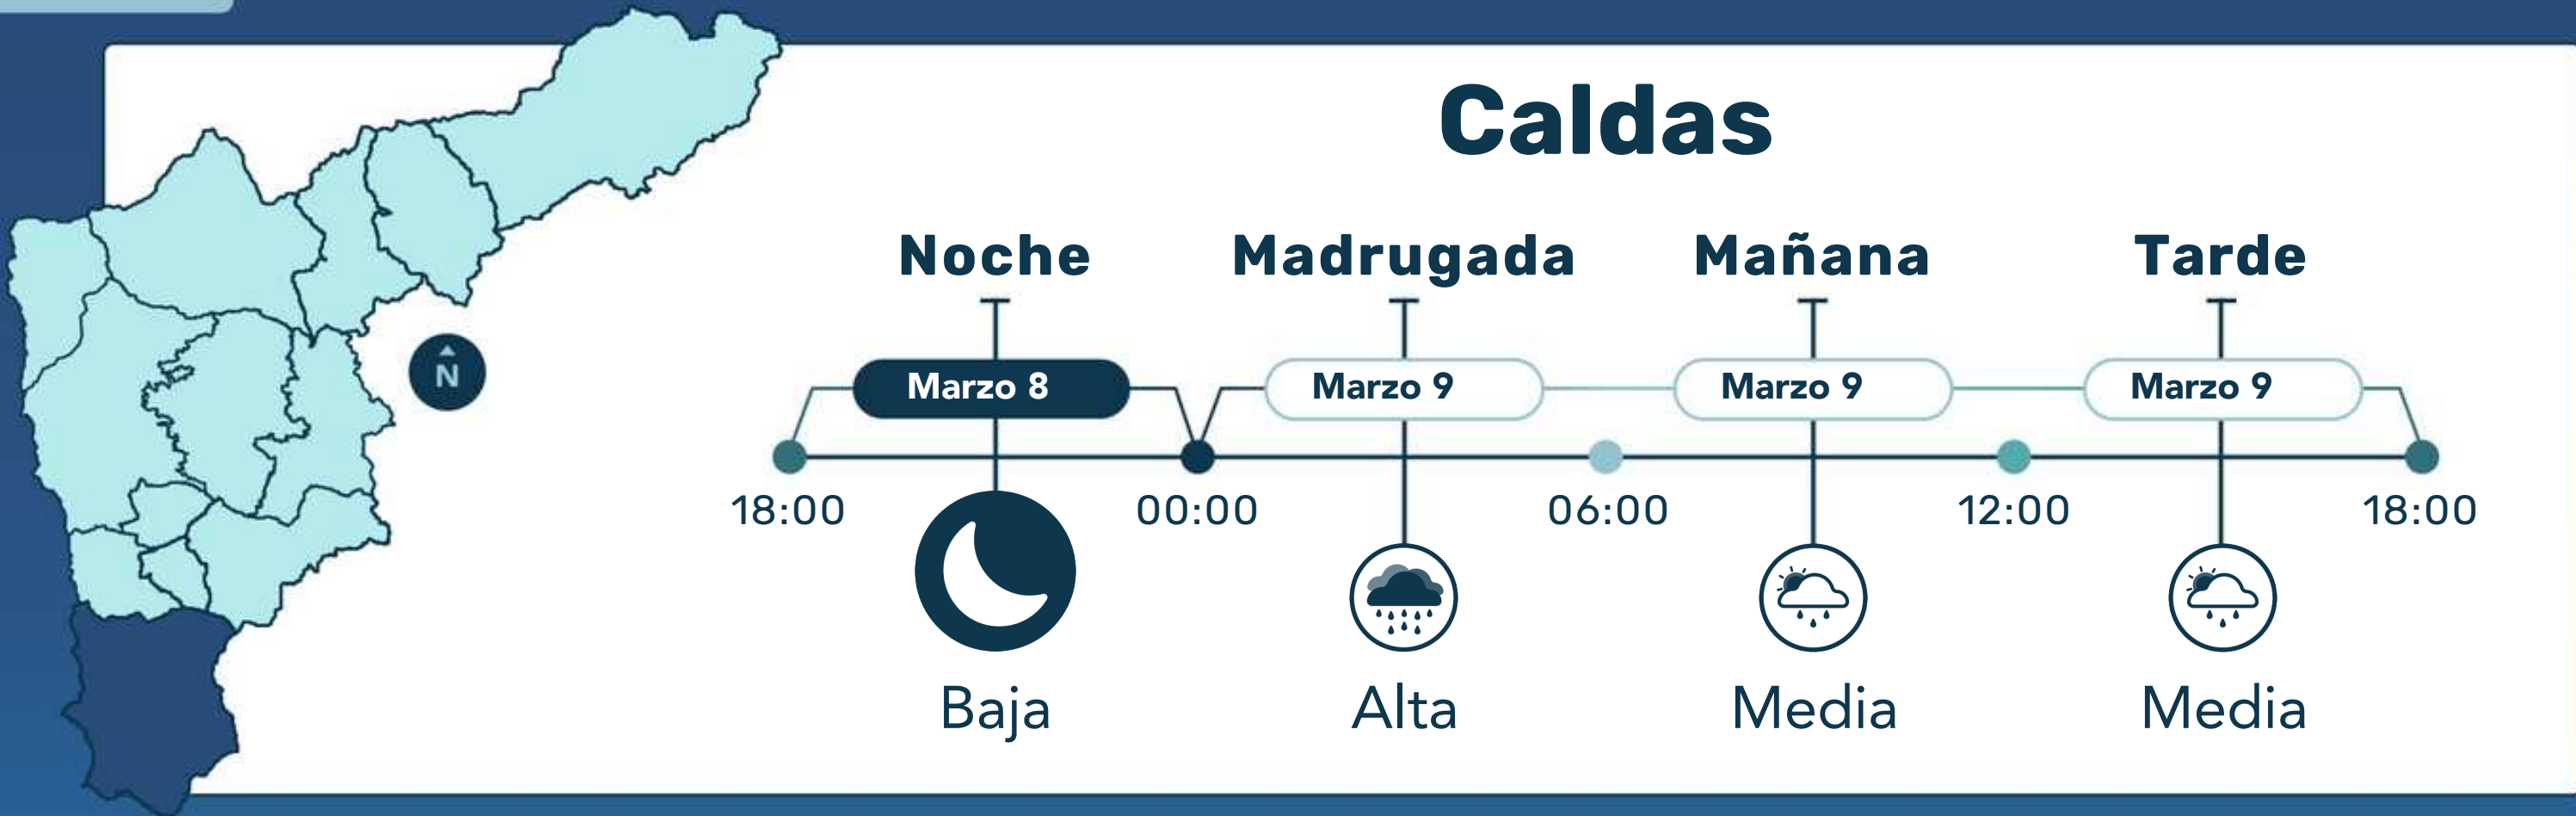 Caldas
Noche
Madrugada
Mañana
Tarde
Marzo 8
Marzo 9
Marzo 9
Marzo 9
N
18:00
00:00
06:00
12:00
18:00
Baja
Alta
Media
Media